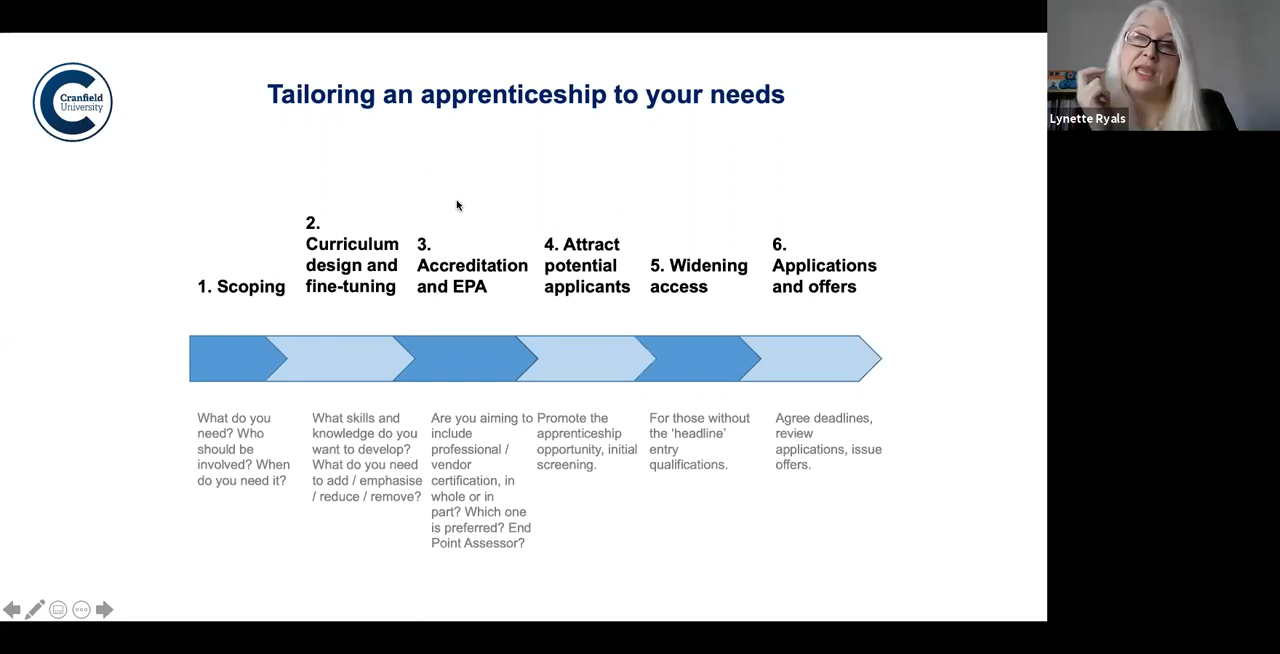 Cranfield
University
Tailoring an apprenticeship to your needs
Lynette Ryals
1. Scoping
2.
Curriculum
design and
fine-tuning
3.
Accreditation
and EPA
4. Attract
potential
applicants
5. Widening
access
6.
Applications
and offers
What do you
need? Who
should be
involved? When
do you need it?
What skills and
knowledge do you
want to develop?
What do you need
to add / emphasise
/ reduce / remove?
Are you aiming to
include
professional /
vendor
certification, in
whole or in
part? Which one
is preferred? End
Point Assessor?
Promote the
apprenticeship
opportunity, initial
screening.
For those without
the ‘headline’
entry
qualifications.
Agree deadlines,
review
applications, issue
offers.